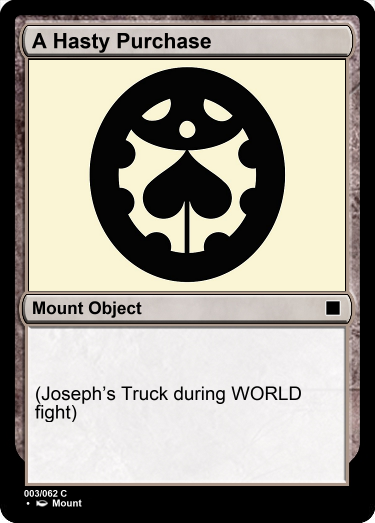 A Hasty Purchase
Mount Object
(Joseph's Truck during WORLD
fight)
003/062 C
• Mount